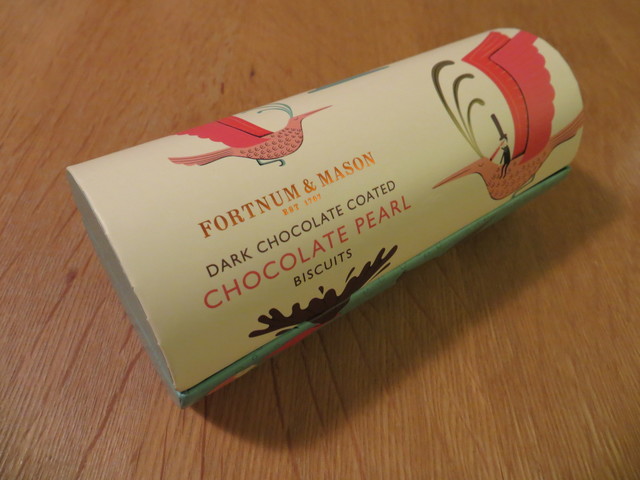 FORTNUM & MASON
EST. 1707
DARK CHOCOLATE COATED
CHOCOLATE PEARL
BISCUITS